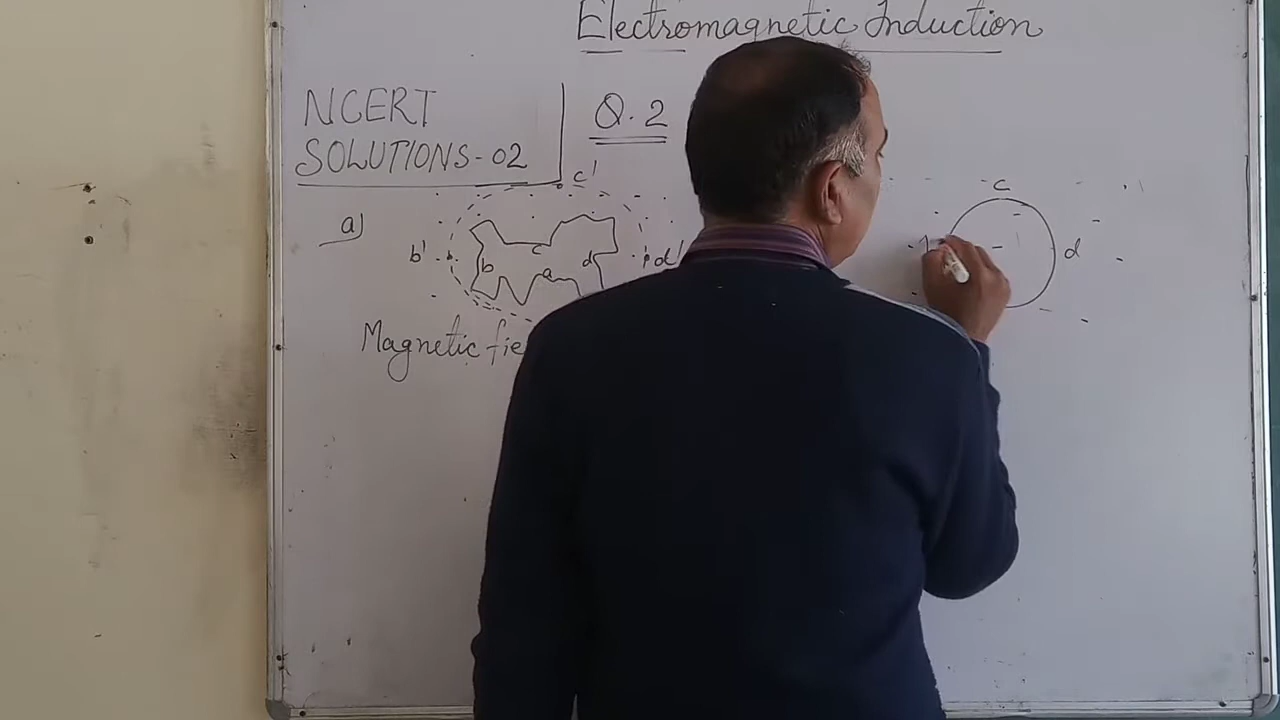 Electromagnetic Induction
NCERT
SOLUTIONS-02
Q. 2
a)
c'
b'
b
c
a
d
d'
Magnetic fie
c
d